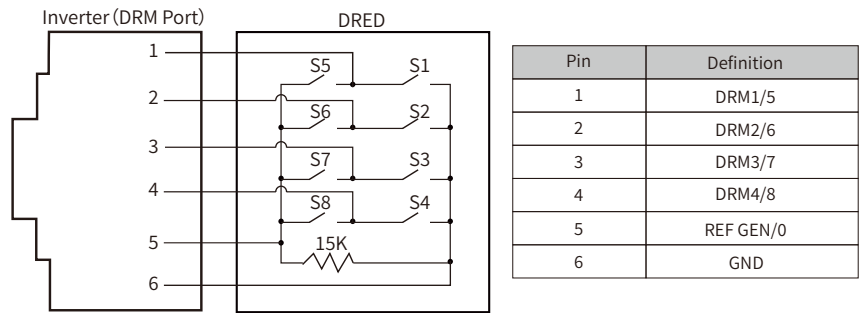 Inverter (DRM Port)
DRED
1
S5 S1
2
S6 S2
3
S7 S3
4
S8 S4
5
15K
6
Pin Definition
1 DRM1/5
2 DRM2/6
3 DRM3/7
4 DRM4/8
5 REF GEN/0
6 GND